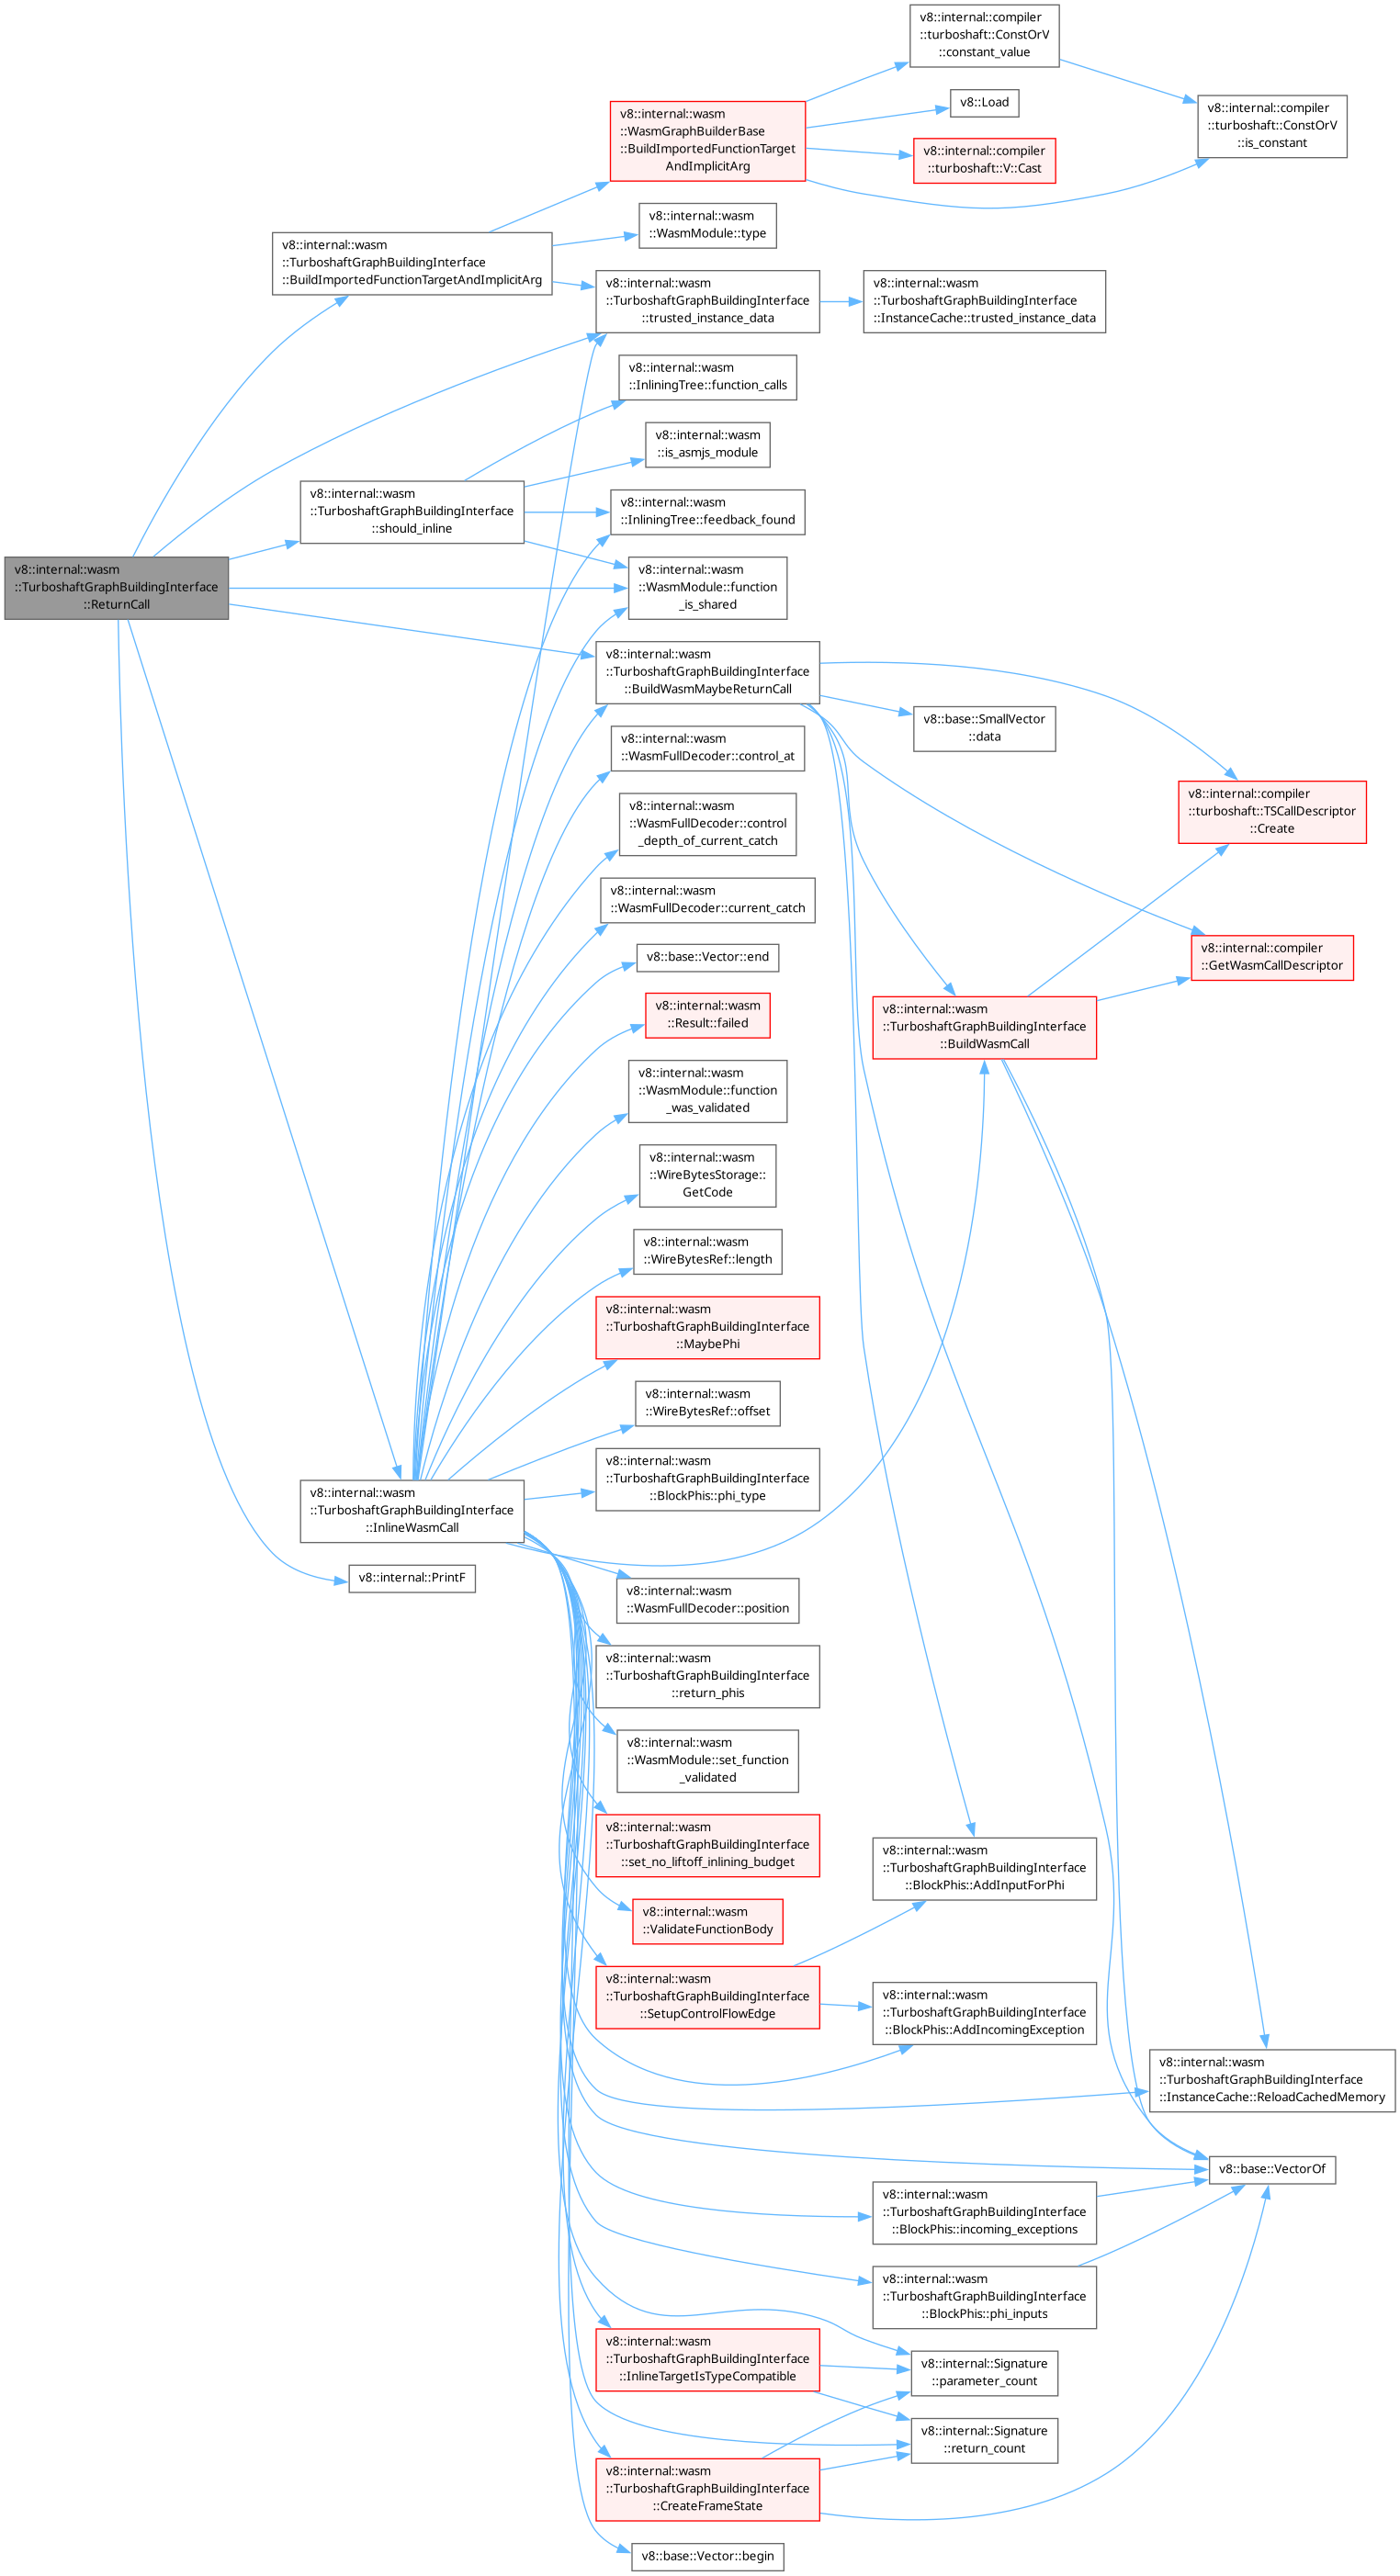 v8::internal::compiler
::turboshaft::ConstOrV
::constant_value
v8::Load
v8::internal::compiler
::turboshaft::ConstOrV
::is_constant
v8::internal::wasm
::WasmGraphBuilderBase
::BuildImportedFunctionTarget
AndImplicitArg
v8::internal::compiler
::turboshaft::V::Cast
v8::internal::wasm
::WasmModule::type
v8::internal::wasm
::TurboshaftGraphBuildingInterface
::BuildImportedFunctionTargetAndImplicitArg
v8::internal::wasm
::TurboshaftGraphBuildingInterface
::trusted_instance_data
v8::internal::wasm
::TurboshaftGraphBuildingInterface
::InstanceCache::trusted_instance_data
v8::internal::wasm
::InliningTree::function_calls
v8::internal::wasm
::is_asmjs_module
v8::internal::wasm
::TurboshaftGraphBuildingInterface
::should_inline
v8::internal::wasm
::InliningTree::feedback_found
v8::internal::wasm
::TurboshaftGraphBuildingInterface
::ReturnCall
v8::internal::wasm
::WasmModule::function
_is_shared
v8::internal::wasm
::TurboshaftGraphBuildingInterface
::BuildWasmMaybeReturnCall
v8::base::SmallVector
::data
v8::internal::wasm
::WasmFullDecoder::control_at
v8::internal::compiler
::turboshaft::TSCallDescriptor
::Create
v8::internal::wasm
::WasmFullDecoder::control
_depth_of_current_catch
v8::internal::wasm
::WasmFullDecoder::current_catch
v8::base::Vector::end
v8::internal::compiler
::GetWasmCallDescriptor
v8::internal::wasm
::Result::failed
v8::internal::wasm
::TurboshaftGraphBuildingInterface
::BuildWasmCall
v8::internal::wasm
::WasmModule::function
_was_validated
v8::internal::wasm
::WireBytesStorage::
GetCode
v8::internal::wasm
::WireBytesRef::length
v8::internal::wasm
::TurboshaftGraphBuildingInterface
::MaybePhi
v8::internal::wasm
::WireBytesRef::offset
v8::internal::wasm
::TurboshaftGraphBuildingInterface
::BlockPhis::phi_type
v8::internal::wasm
::TurboshaftGraphBuildingInterface
::InlineWasmCall
v8::internal::PrintF
v8::internal::wasm
::WasmFullDecoder::position
v8::internal::wasm
::TurboshaftGraphBuildingInterface
::return_phis
v8::internal::wasm
::WasmModule::set_function
_validated
v8::internal::wasm
::TurboshaftGraphBuildingInterface
::set_no_liftoff_inlining_budget
v8::internal::wasm
::TurboshaftGraphBuildingInterface
::BlockPhis::AddInputForPhi
v8::internal::wasm
::ValidateFunctionBody
v8::internal::wasm
::TurboshaftGraphBuildingInterface
::SetupControlFlowEdge
v8::internal::wasm
::TurboshaftGraphBuildingInterface
::BlockPhis::AddIncomingException
v8::internal::wasm
::TurboshaftGraphBuildingInterface
::InstanceCache::ReloadCachedMemory
v8::base::VectorOf
v8::internal::wasm
::TurboshaftGraphBuildingInterface
::BlockPhis::incoming_exceptions
v8::internal::wasm
::TurboshaftGraphBuildingInterface
::BlockPhis::phi_inputs
v8::internal::wasm
::TurboshaftGraphBuildingInterface
::InlineTargetIsTypeCompatible
v8::internal::Signature
::parameter_count
v8::internal::Signature
::return_count
v8::internal::wasm
::TurboshaftGraphBuildingInterface
::CreateFrameState
v8::base::Vector::begin